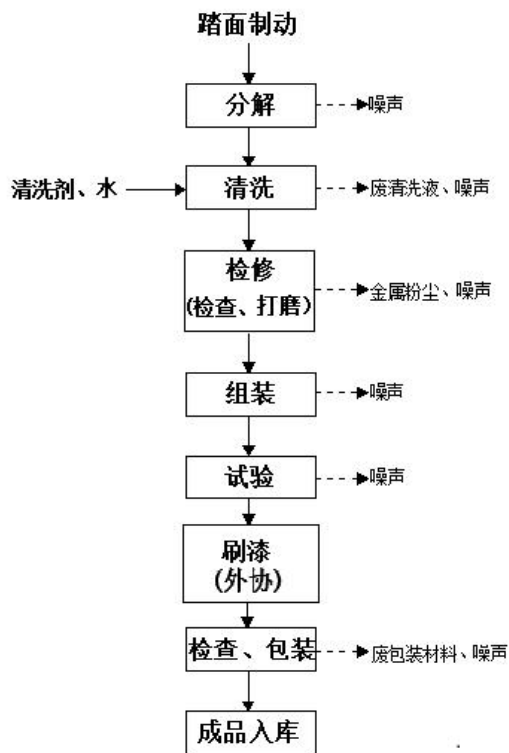 踏面制动
分解
噪声
清洗剂、水
清洗
废清洗液、噪声
检修
(检查、打磨）
金属粉尘、噪声
组装
噪声
试验
噪声
刷漆
(外协)
检查、包装
废包装材料、噪声
成品入库